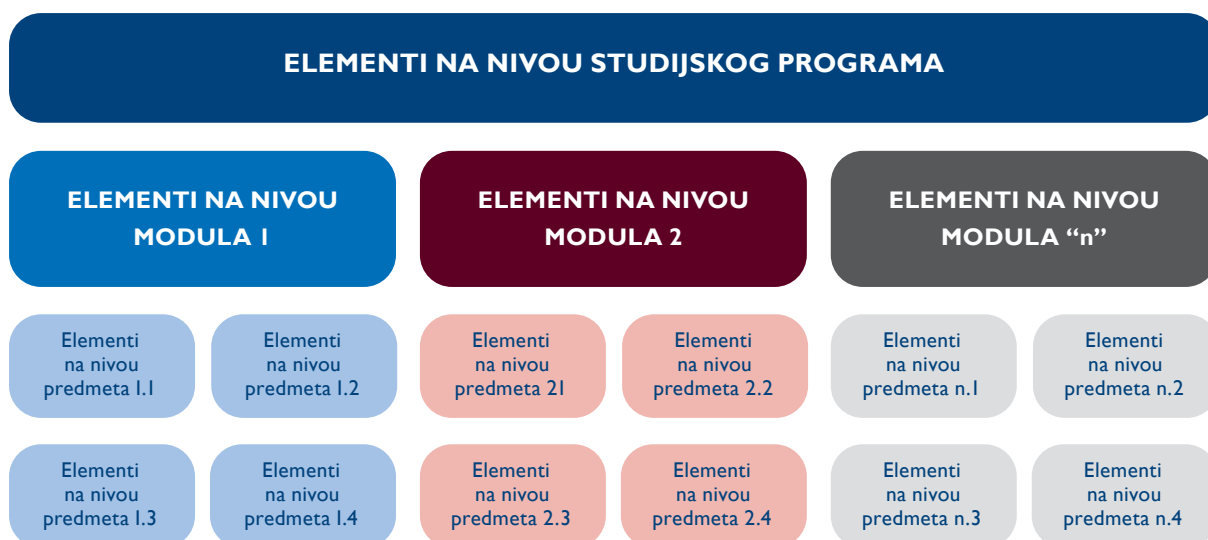 ELEMENTI NA NIVOU STUDIJSKOG PROGRAMA
ELEMENTI NA NIVOU
MODULA 1
ELEMENTI NA NIVOU
MODULA 2
ELEMENTI NA NIVOU
MODULA “n”
Elementi
na nivou
predmeta 1.1
Elementi
na nivou
predmeta 1.2
Elementi
na nivou
predmeta 21
Elementi
na nivou
predmeta 2.2
Elementi
na nivou
predmeta n.1
Elementi
na nivou
predmeta n.2
Elementi
na nivou
predmeta 1.3
Elementi
na nivou
predmeta 1.4
Elementi
na nivou
predmeta 2.3
Elementi
na nivou
predmeta 2.4
Elementi
na nivou
predmeta n.3
Elementi
na nivou
predmeta n.4